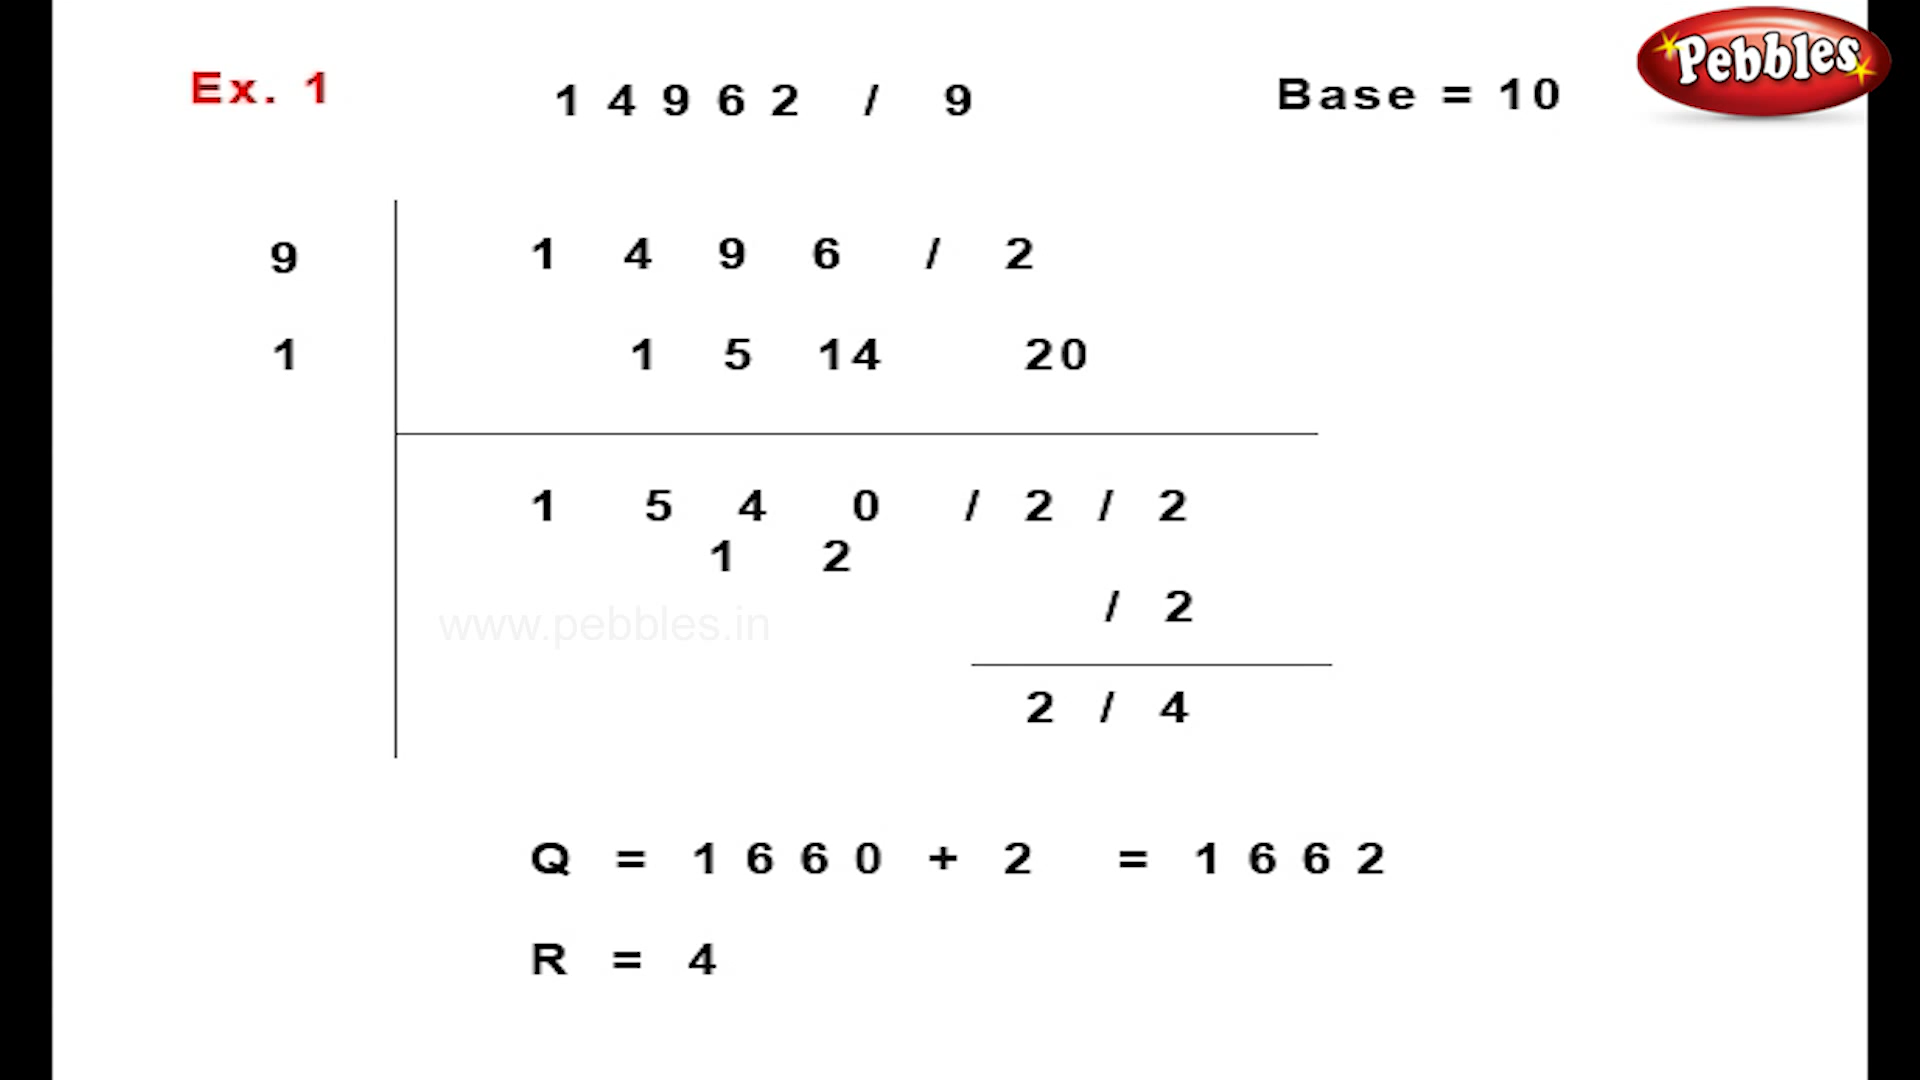 Pebbles
Ex. 1 1 4 9 6 2 / 9 Base = 10
9 1 4 9 6 / 2
1 1 5 14 20
1 5 4 0 / 2 / 2
1 2
/ 2
www.pebbles.in
2 / 4
Q = 1 6 6 0 + 2 = 1 6 6 2
R = 4